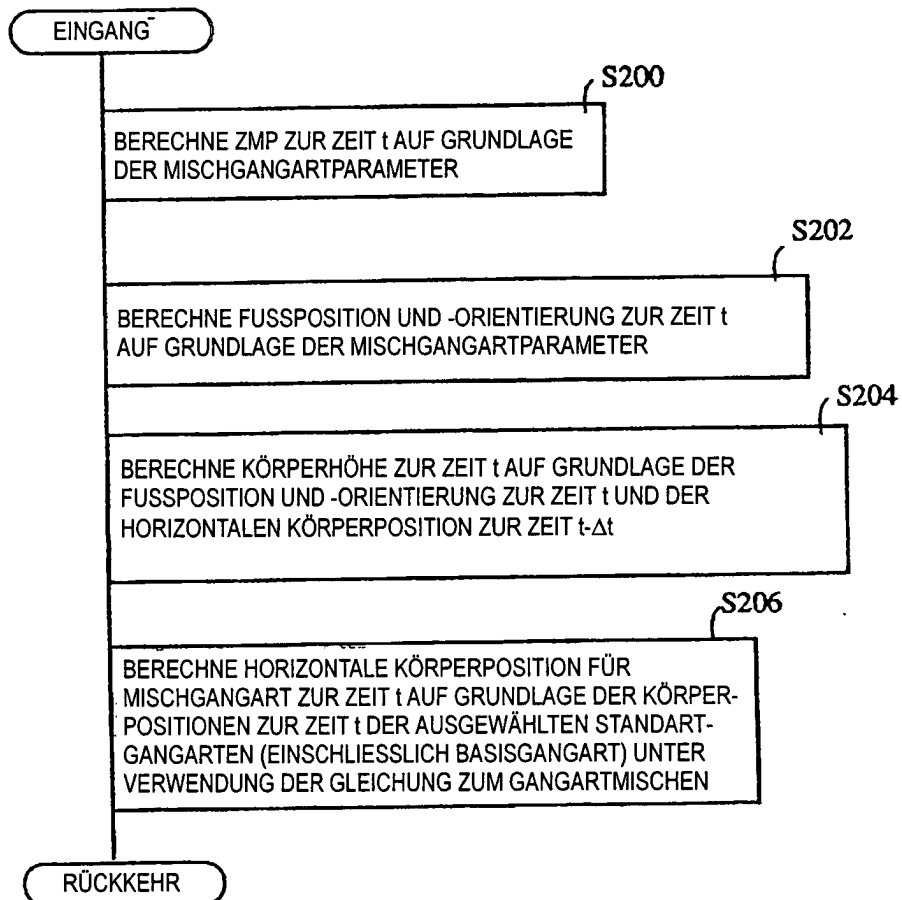 EINGANG
S200
BERECHNE ZMP ZUR ZEIT t AUF GRUNDLAGE
DER MISCHGANGARTPARAMETER
S202
BERECHNE FUSSPOSITION UND -ORIENTIERUNG ZUR ZEIT t
AUF GRUNDLAGE DER MISCHGANGARTPARAMETER
S204
BERECHNE KÖRPERHÖHE ZUR ZEIT t AUF GRUNDLAGE DER
FUSSPOSITION UND -ORIENTIERUNG ZUR ZEIT t UND DER
HORIZONTALEN KÖRPERPOSITION ZUR ZEIT t-Δt
S206
BERECHNE HORIZONTALE KÖRPERPOSITION FÜR
MISCHGANGART ZUR ZEIT t AUF GRUNDLAGE DER KÖRPER-
POSITIONEN ZUR ZEIT t DER AUSGEWÄHLTEN STANDART-
GANGARTEN (EINSCHLIESSLICH BASISGANGART) UNTER
VERWENDUNG DER GLEICHUNG ZUM GANGARTMISCHEN
RÜCKKEHR